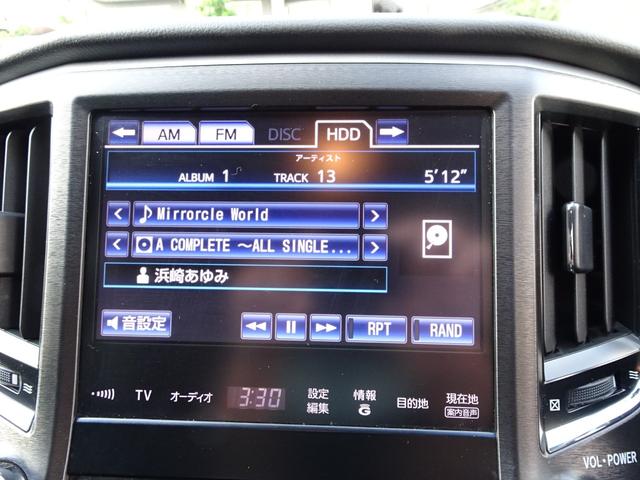 AM FM DISC HDD
アーティスト
ALBUM 1 TRACK 13 5'12"
Mirrorcle World
A COMPLETE ～ALL SINGLE...
浜崎あゆみ
音設定 RPT RAND
TV オーディオ 3:30 設定編集 情報 G 目的地 現在地
案内音声
VOL・POWER